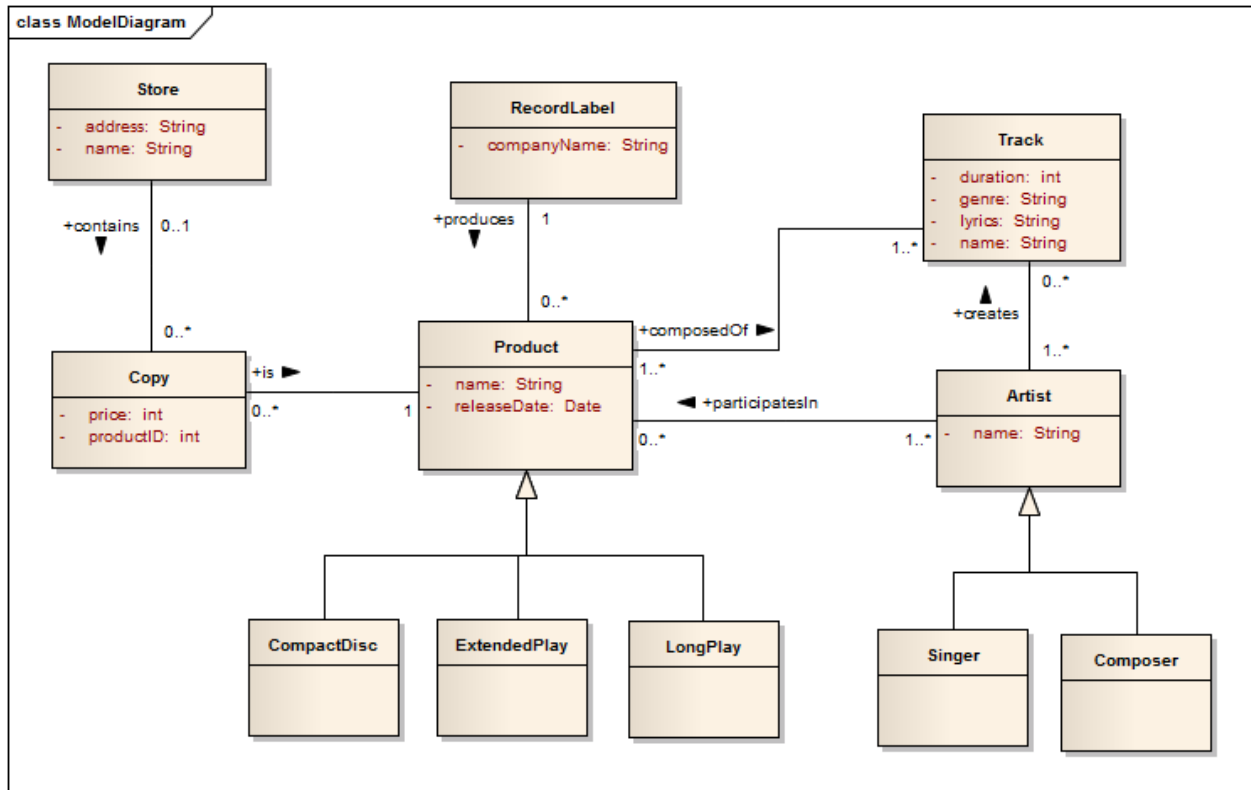 class ModelDiagram
Store
- address: String
- name: String
RecordLabel
- companyName: String
Track
- duration: int
- genre: String
- lyrics: String
- name: String
+contains
0..1
0..*
+produces
1
0..*
1..*
0..*
+creates
1..*
Copy
- price: int
- productID: int
+is
0..*
1
Product
- name: String
- releaseDate: Date
+composedOf
1..*
+participatesIn
0..*
1..*
Artist
- name: String
CompactDisc
ExtendedPlay
LongPlay
Singer
Composer